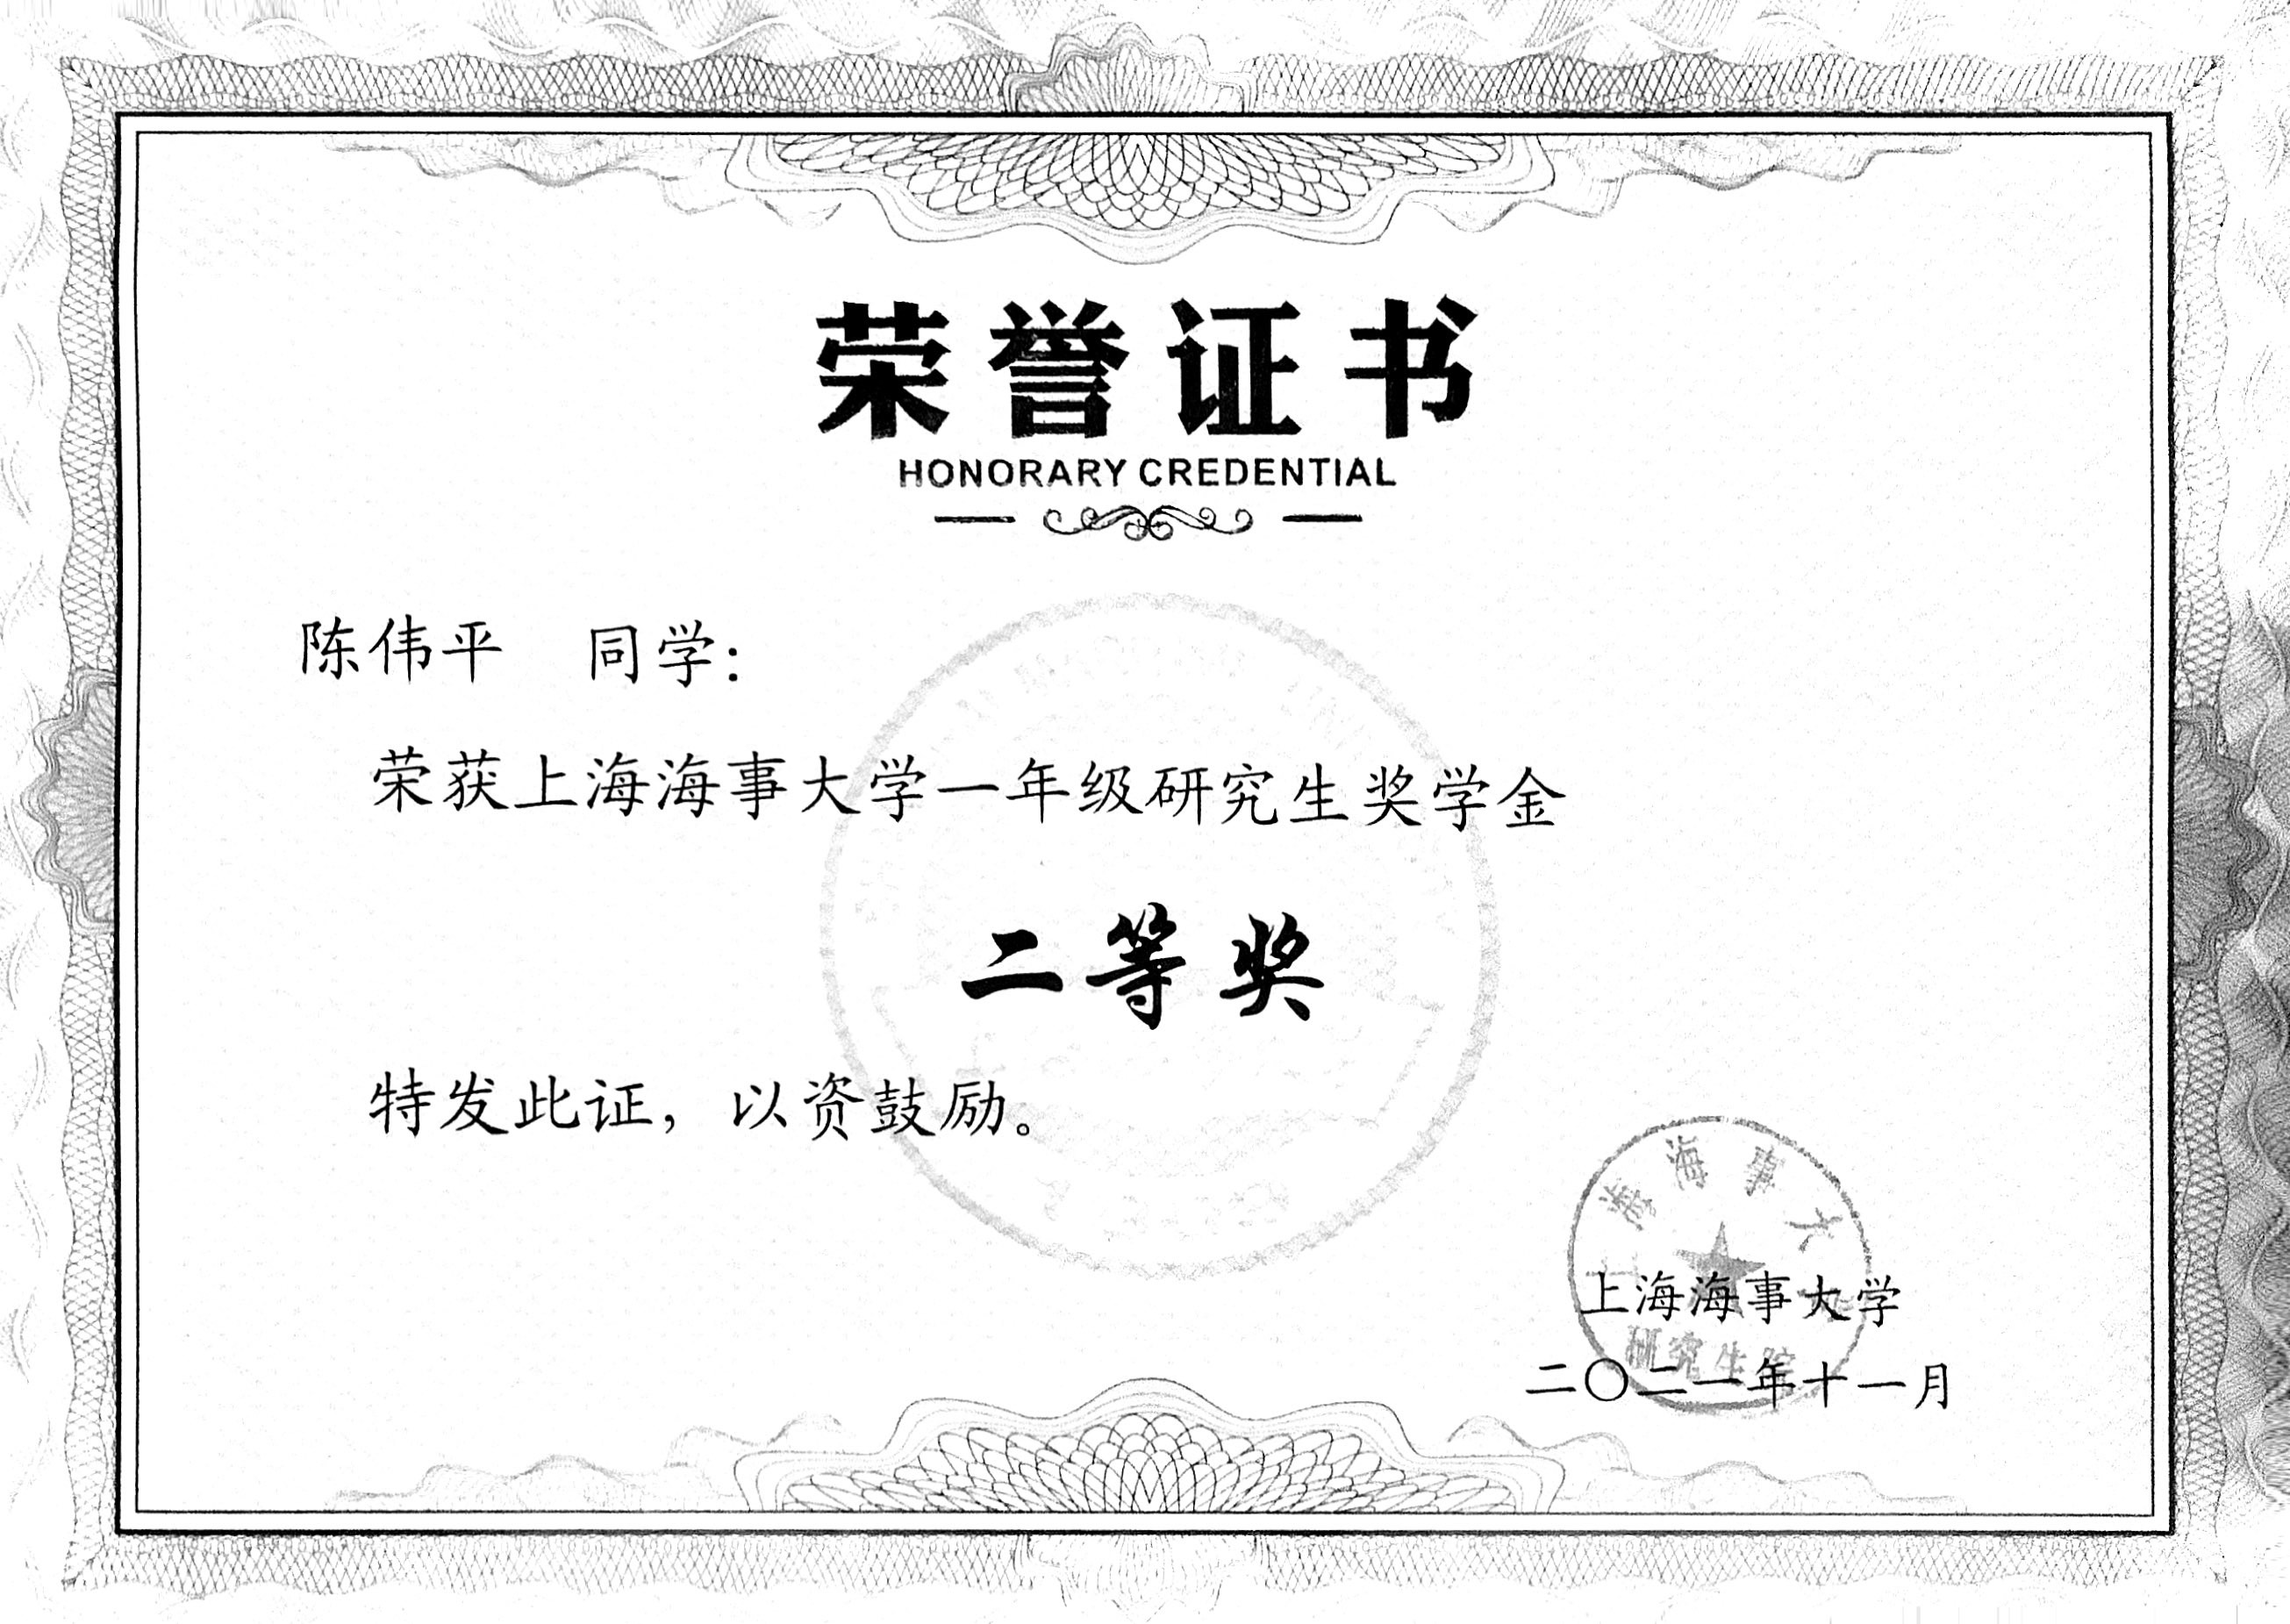 荣誉证书
HONORARY CREDENTIAL
陈伟平 同学：
荣获上海海事大学一年级研究生奖学金
二等奖
特发此证，以资鼓励。
上海海事大
研究生院
上海海事大学
二〇二一年十一月